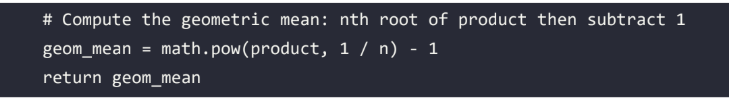 # Compute the geometric mean: nth root of product then subtract 1
geom_mean = math.pow(product, 1 / n) - 1
return geom_mean